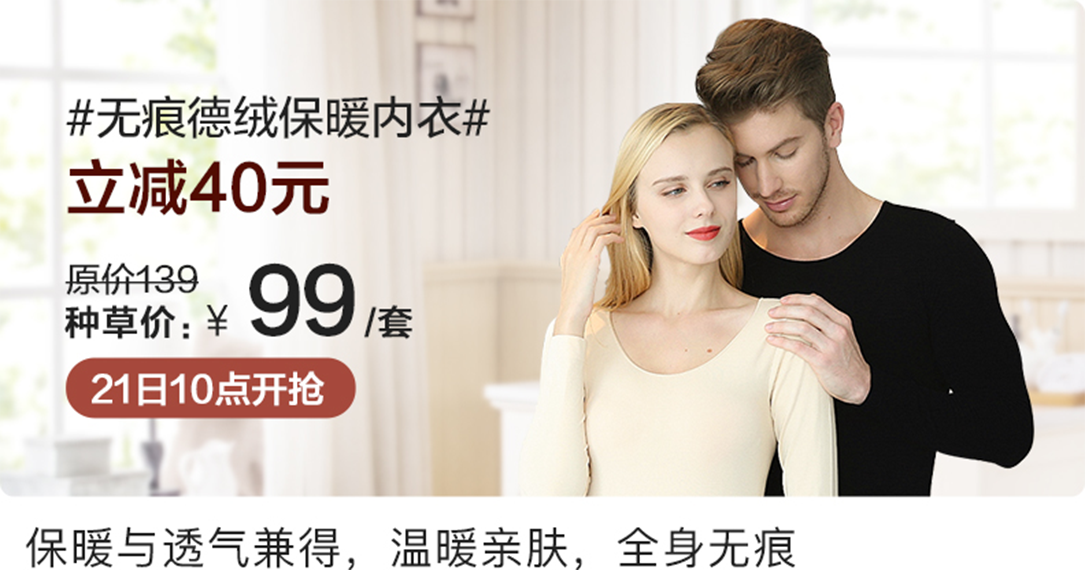 #无痕德绒保暖内衣#
立减40元
原价139
种草价：￥99/套
21日10点开抢
保暖与透气兼得，温暖亲肤，全身无痕